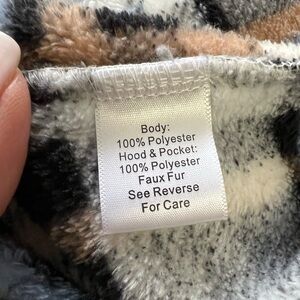 Body:
100% Polyester
Hood & Pocket:
100% Polyester
Faux Fur
See Reverse
For Care